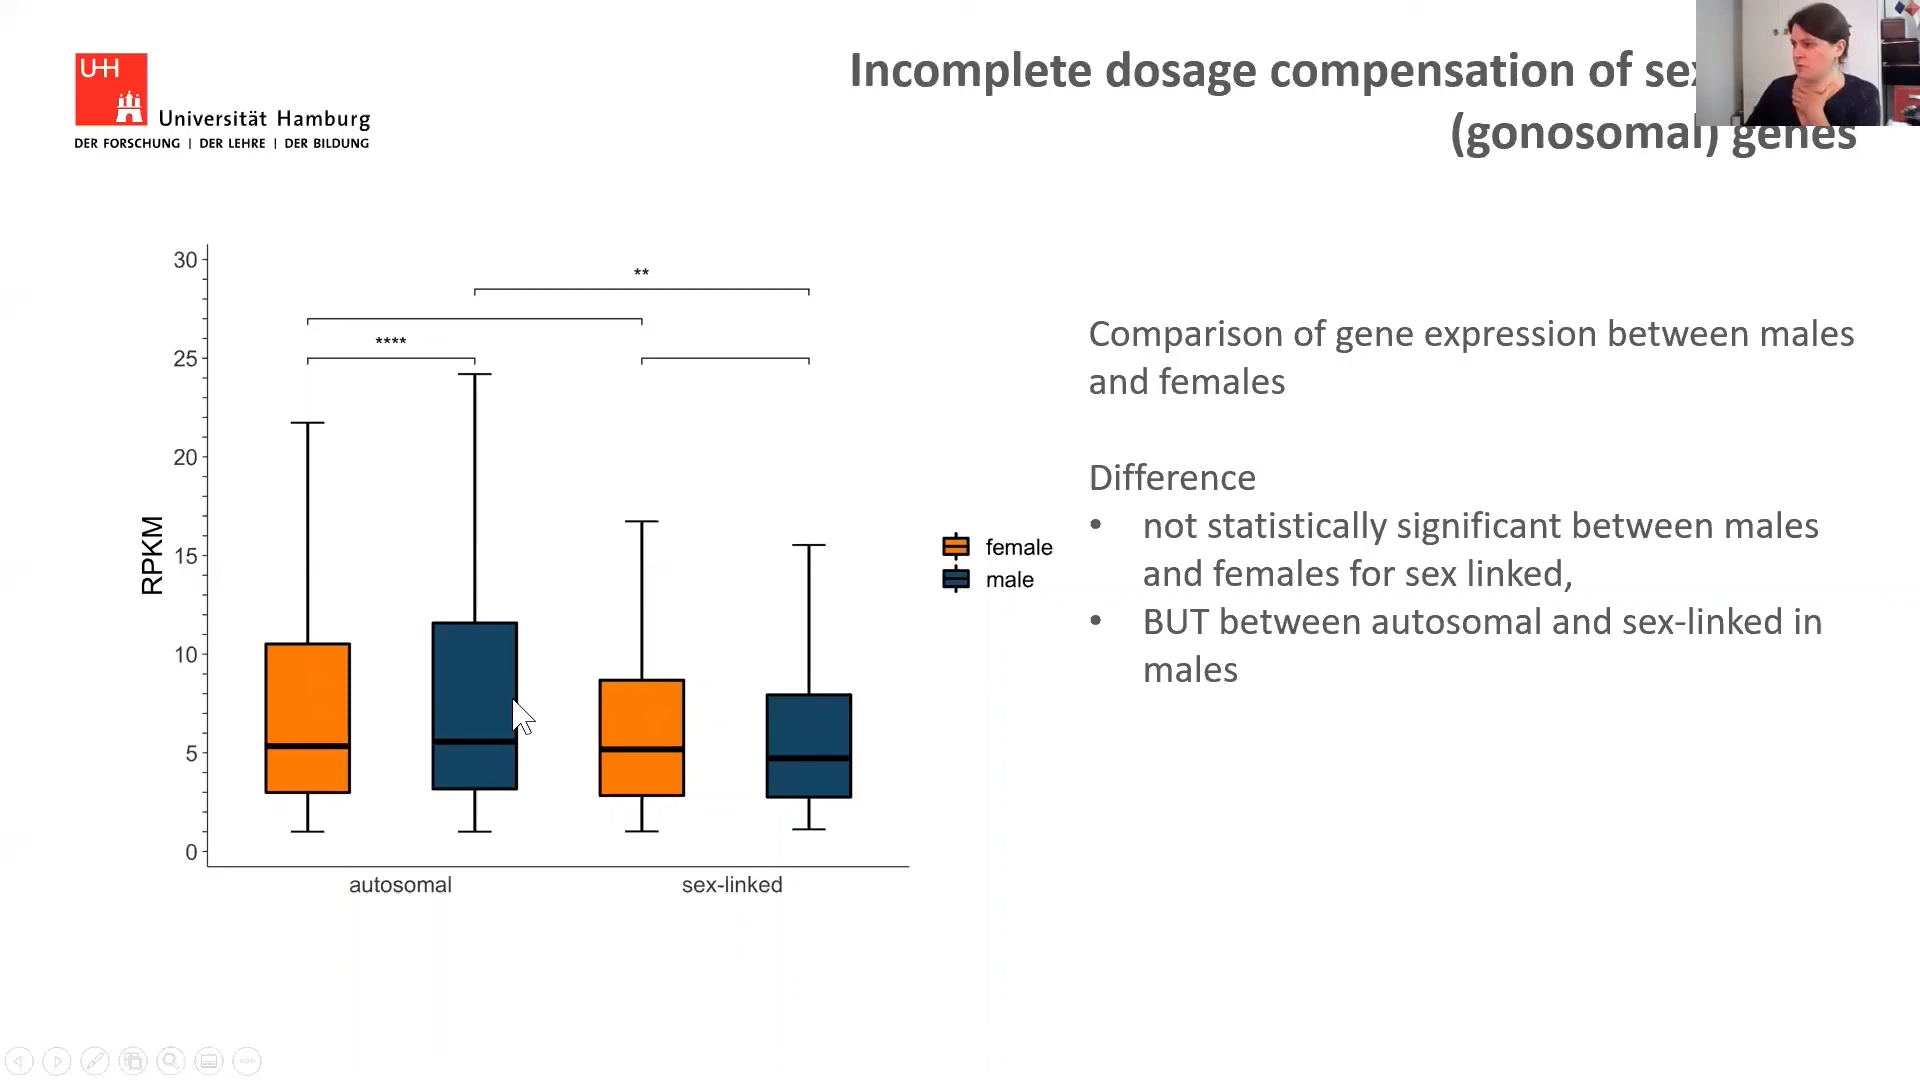 UHH
Universität Hamburg
DER FORSCHUNG | DER LEHRE | DER BILDUNG
Incomplete dosage compensation of
(gonosomal) genes
30
25
20
15
10
5
0
RPKM
**
****
autosomal
sex-linked
female
male
Comparison of gene expression between males
and females
Difference
• not statistically significant between males
and females for sex linked,
• BUT between autosomal and sex-linked in
males